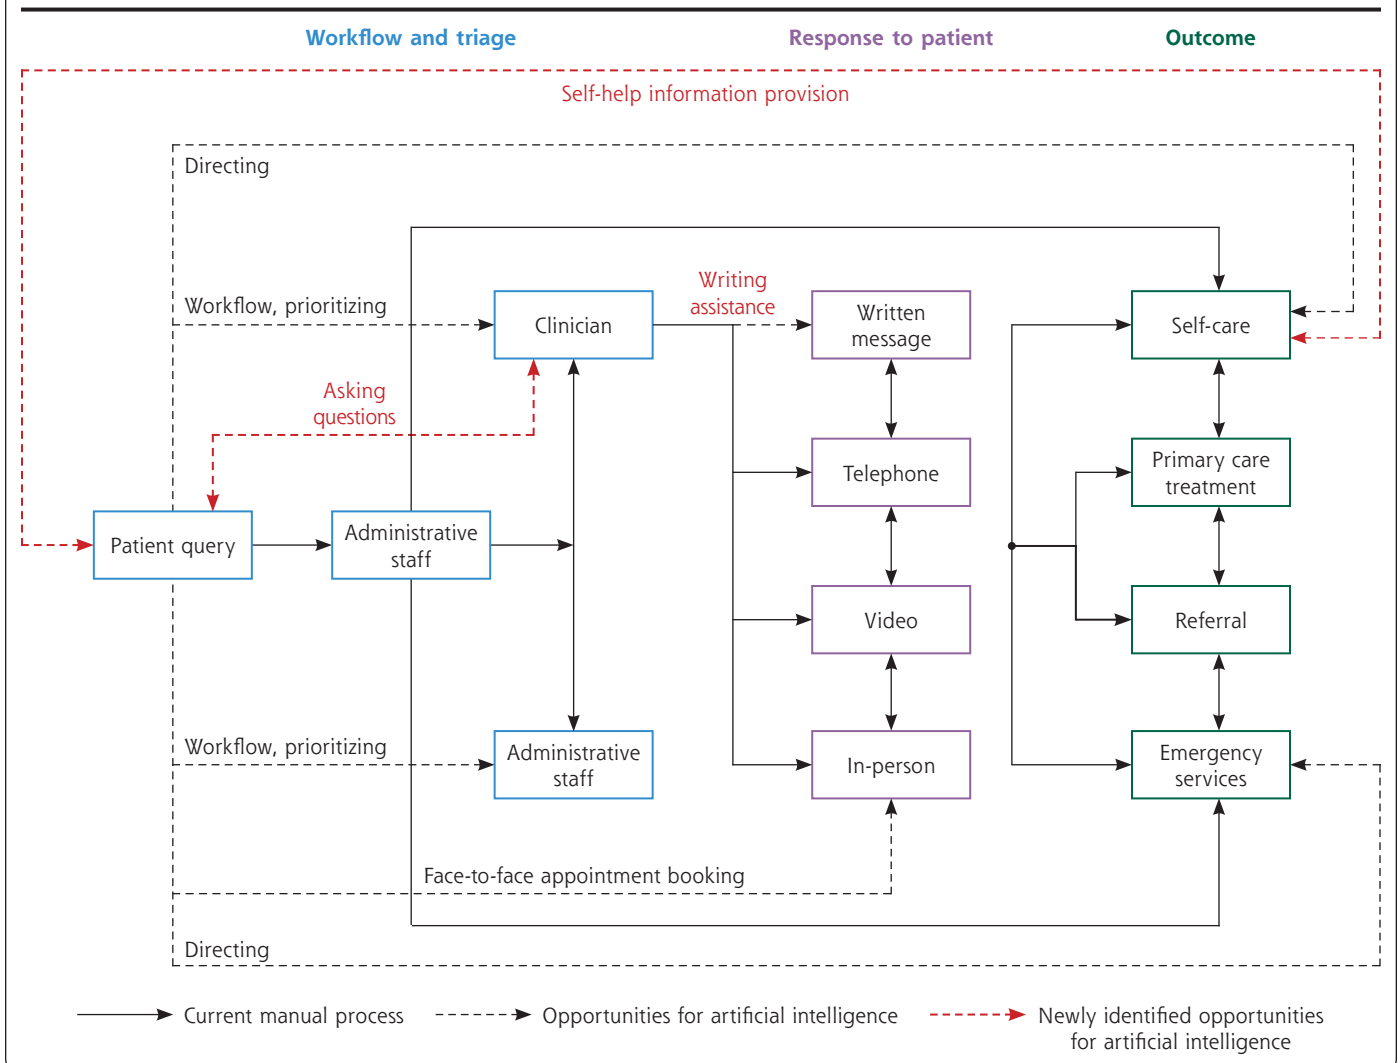 Workflow and triage
Response to patient
Outcome
Self-help information provision
Directing
Workflow, prioritizing
Clinician
Writing
assistance
Written
message
Self-care
Asking
questions
Telephone
Primary care
treatment
Patient query
Administrative
staff
Video
Referral
Workflow, prioritizing
Administrative
staff
In-person
Emergency
services
Face-to-face appointment booking
Directing
Current manual process
Opportunities for artificial intelligence
Newly identified opportunities
for artificial intelligence